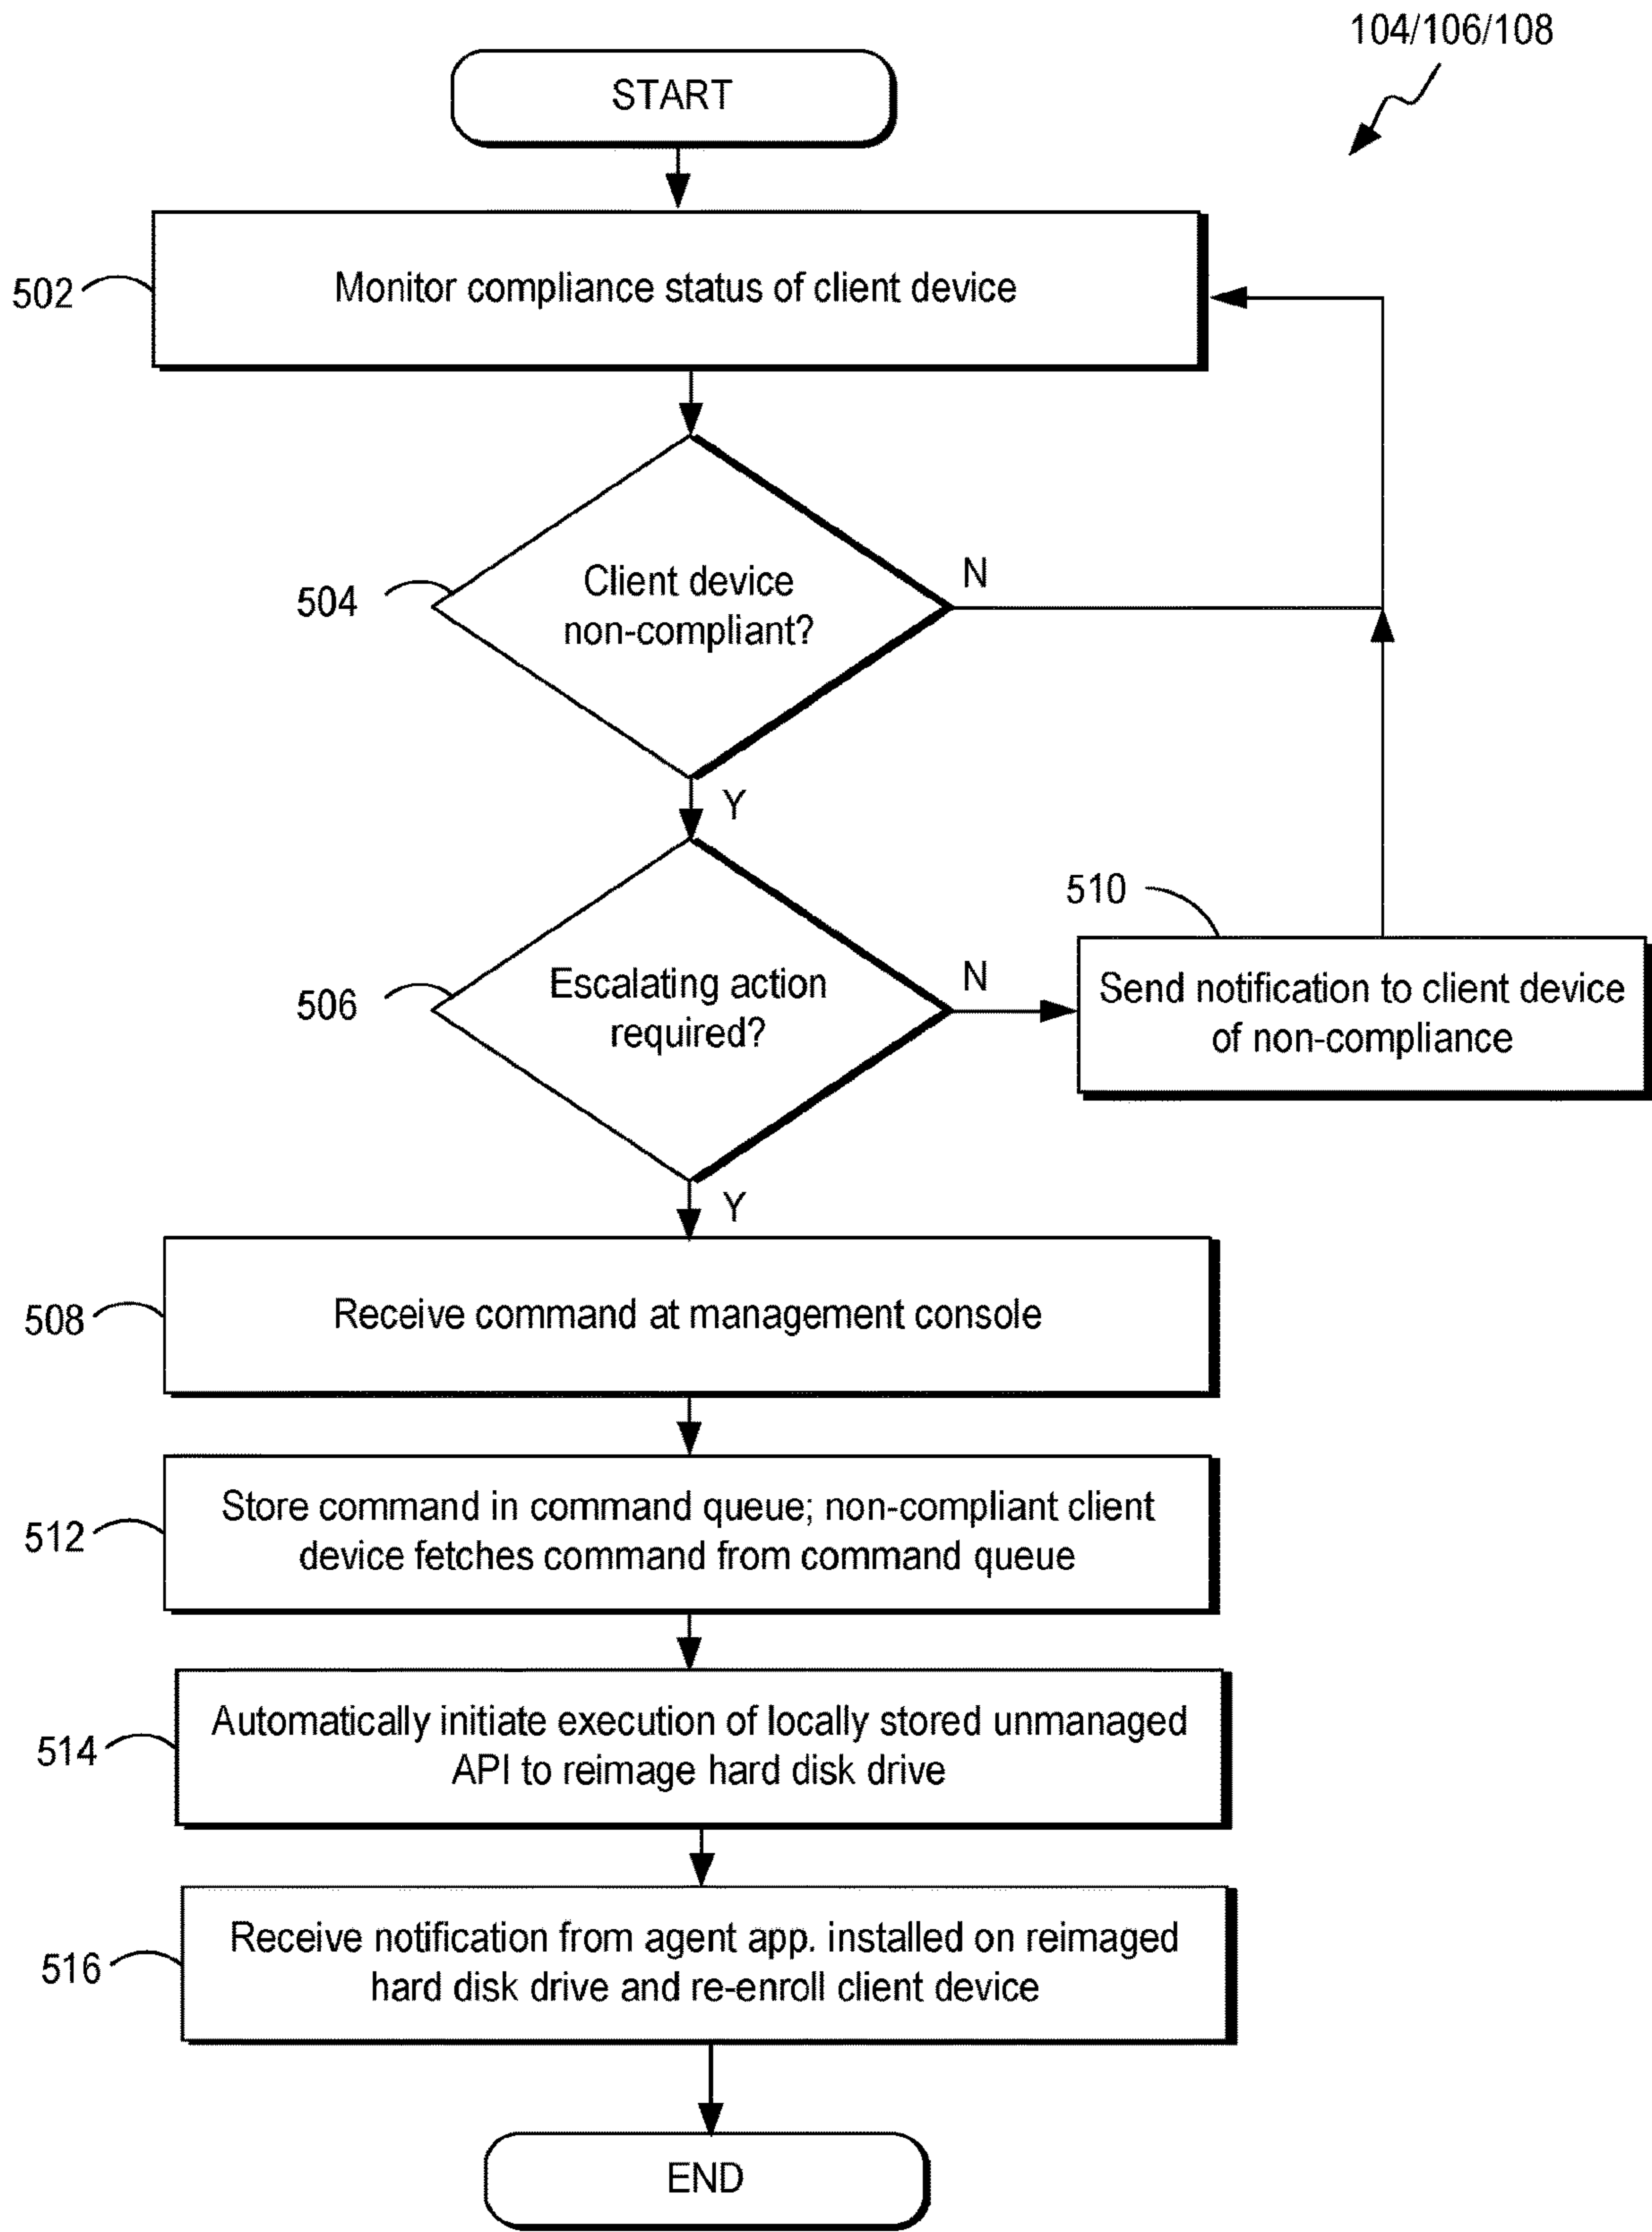 104/106/108
START
502
Monitor compliance status of client device
504
Client device
non-compliant?
N
Y
510
506
Escalating action
required?
N
Send notification to client device
of non-compliance
Y
508
Receive command at management console
512
Store command in command queue; non-compliant client
device fetches command from command queue
514
Automatically initiate execution of locally stored unmanaged
API to reimage hard disk drive
516
Receive notification from agent app. installed on reimaged
hard disk drive and re-enroll client device
END